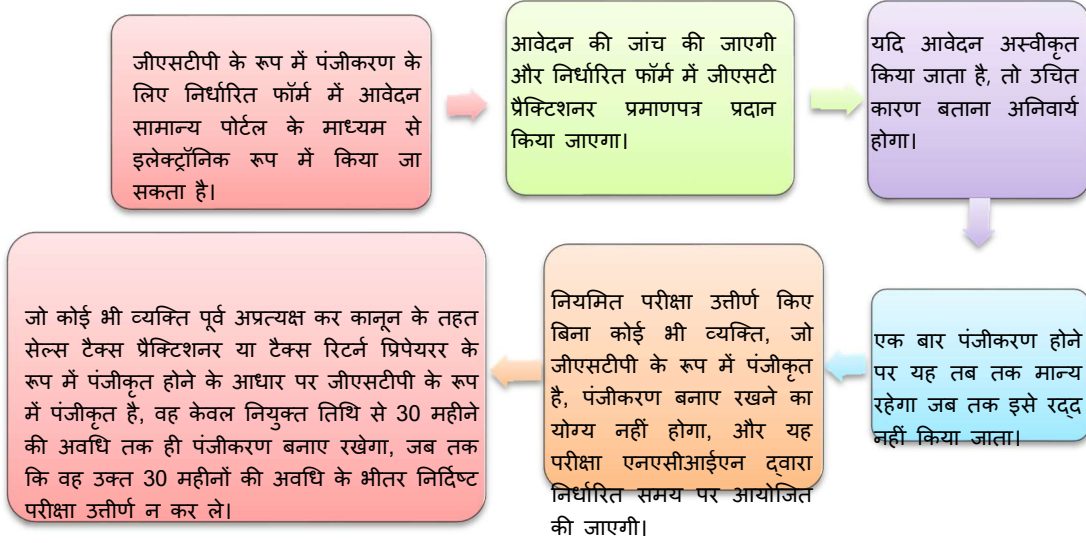 जीएसटीपी के रूप में पंजीकरण के
लिए निर्धारित फॉर्म में आवेदन
सामान्य पोर्टल के माध्यम से
इलेक्ट्रॉनिक रूप में किया जा
सकता है।
आवेदन की जांच की जाएगी
और निर्धारित फॉर्म में जीएसटी
प्रैक्टिशनर प्रमाणपत्र प्रदान
किया जाएगा।
यदि आवेदन अस्वीकृत
किया जाता है, तो उचित
कारण बताना अनिवार्य
होगा।
एक बार पंजीकरण होने
पर यह तब तक मान्य
रहेगा जब तक इसे रद्द
नहीं किया जाता।
नियमित परीक्षा उत्तीर्ण किए
बिना कोई भी व्यक्ति, जो
जीएसटीपी के रूप में पंजीकृत
है, पंजीकरण बनाए रखने का
योग्य नहीं होगा, और यह
परीक्षा एनएसीआईएन द्वारा
निर्धारित समय पर आयोजित
की जाएगी।
जो कोई भी व्यक्ति पूर्व अप्रत्यक्ष कर कानून के तहत
सेल्स टैक्स प्रैक्टिशनर या टैक्स रिटर्न प्रिपेयरर के
रूप में पंजीकृत होने के आधार पर जीएसटीपी के रूप
में पंजीकृत है, वह केवल नियुक्त तिथि से 30 महीने
की अवधि तक ही पंजीकरण बनाए रखेगा, जब तक
कि वह उक्त 30 महीनों की अवधि के भीतर निर्दिष्ट
परीक्षा उत्तीर्ण न कर ले।